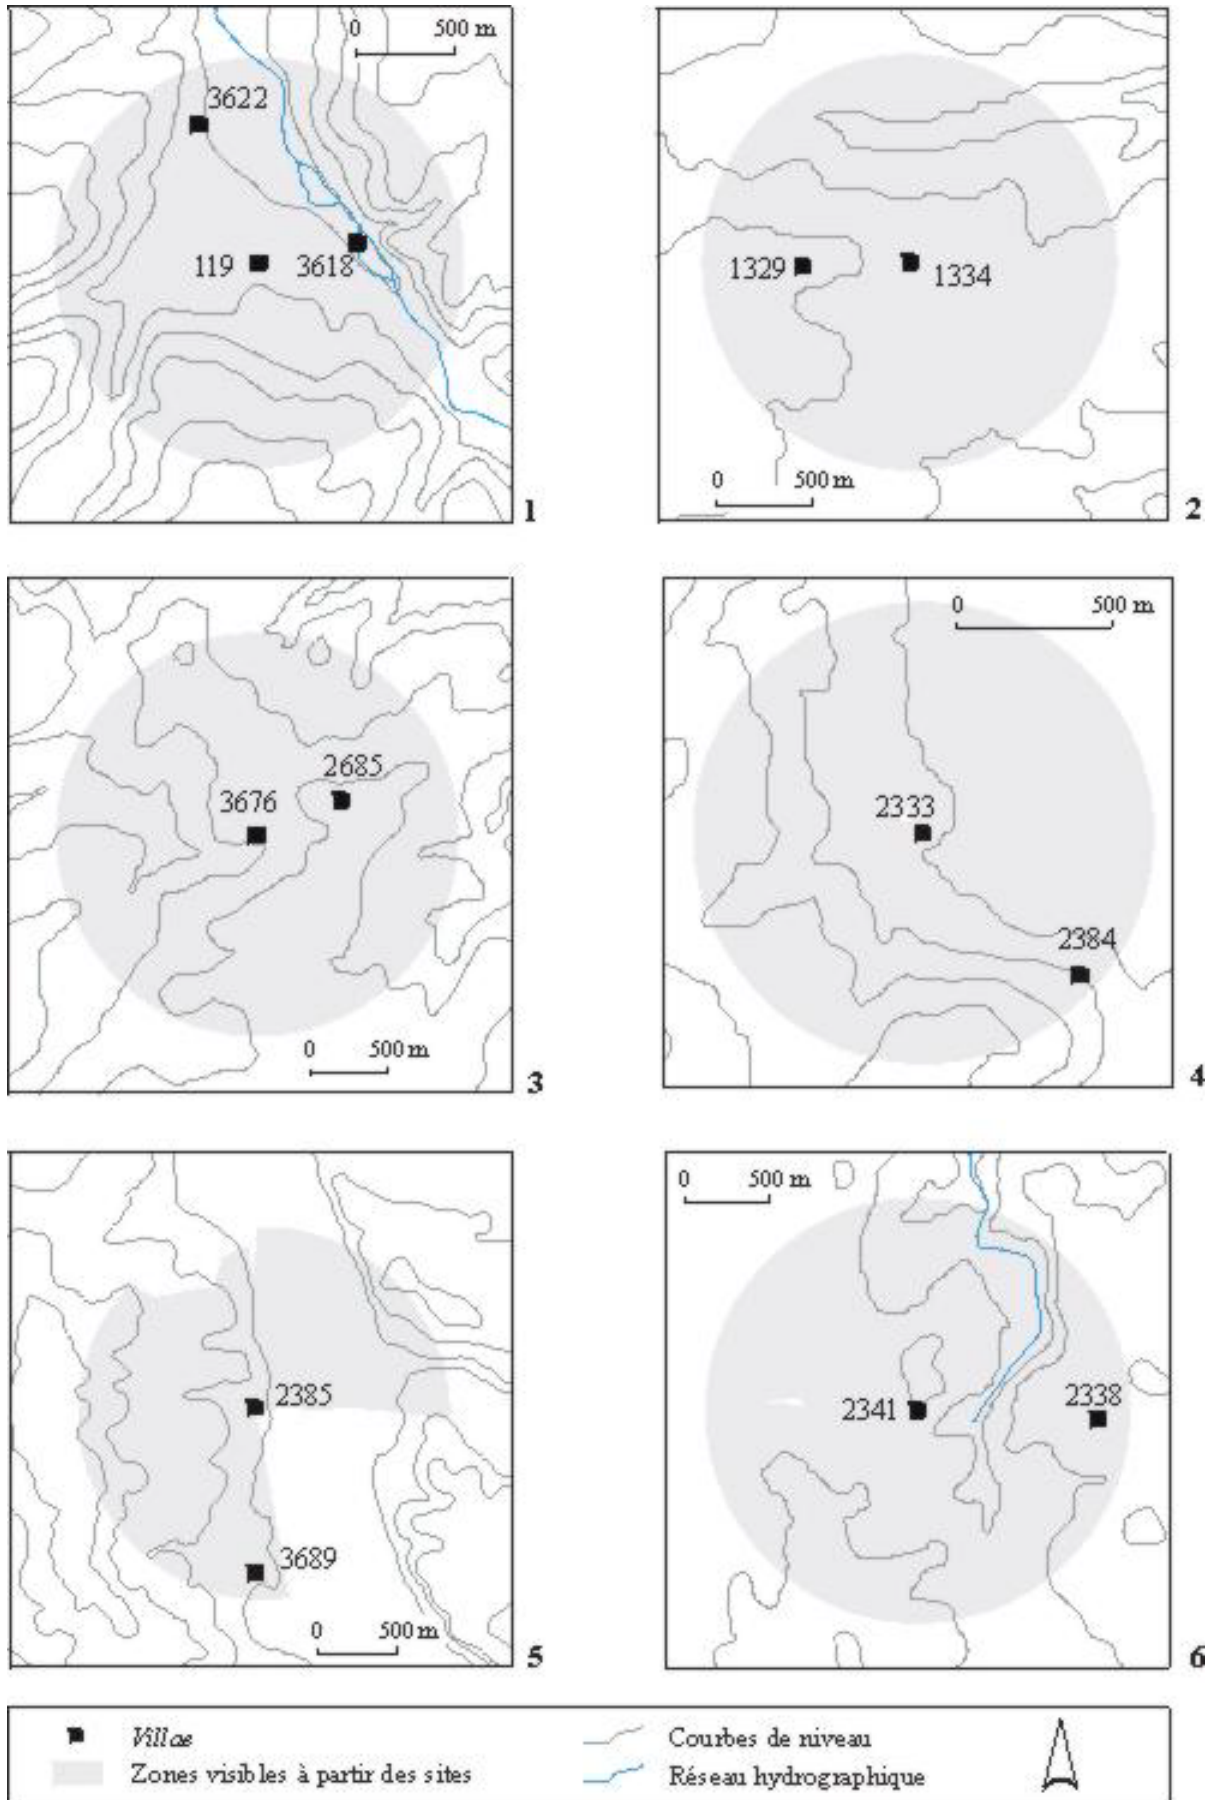 0 500 m
3622
119 3618
1
1329 1334
0 500 m
2
2685
3676
0 500 m
3
0 500 m
2333
2384
4
2385
3689
0 500 m
5
0 500 m
2341 2338
6
Villae
Courbes de niveau
Zones visibles à partir des sites
Réseau hydrographique